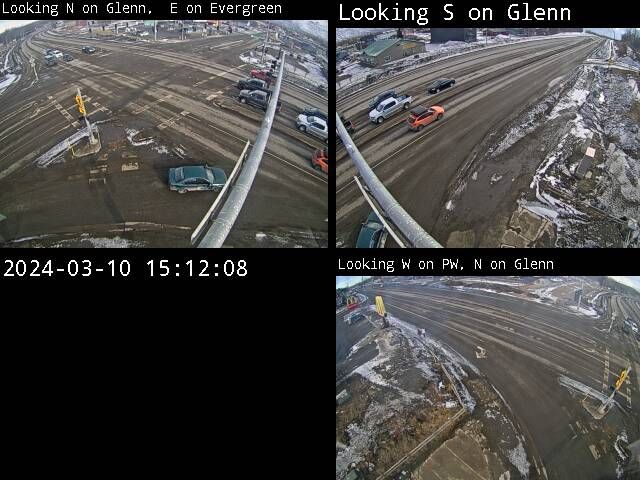 Looking N on Glenn,  E on Evergreen
Looking S on Glenn
2024-03-10 15:12:08
Looking W on PW, N on Glenn